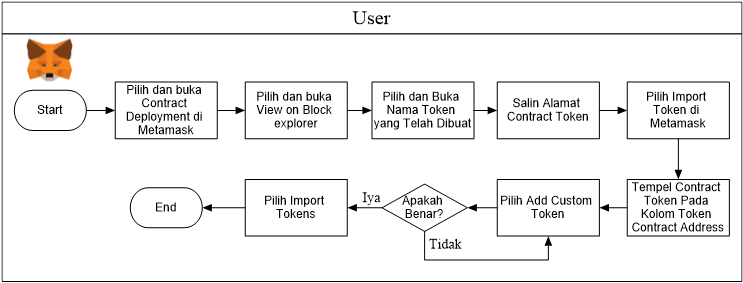 User
Start
Pilih dan buka
Contract
Deployment di
Metamask
Pilih dan buka
View on Block
explorer
Pilih dan Buka
Nama Token
yang Telah Dibuat
Salin Alamat
Contract Token
Pilih Import
Token di
Metamask
Tempel Contract
Token Pada
Kolom Token
Contract Address
Pilih Add Custom
Token
Apakah
Benar?
Iya
Tidak
Pilih Import
Tokens
End